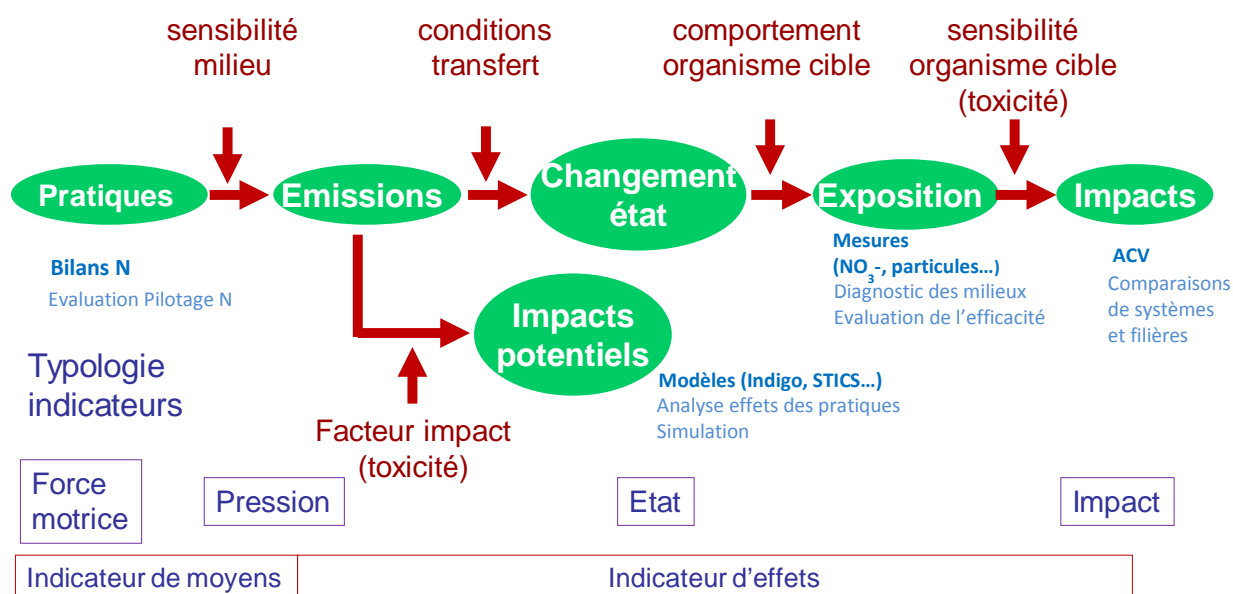 sensibilité
milieu
conditions
transfert
comportement
organisme cible
sensibilité
organisme cible
(toxicité)
Pratiques
Emissions
Changement
état
Exposition
Impacts
Bilans N
Evaluation Pilotage N
Mesures
(NO3-, particules…)
Diagnostic des milieux
Evaluation de l’efficacité
ACV
Comparaisons
de systèmes
et filières
Impacts
potentiels
Typologie
indicateurs
Modèles (Indigo, STICS…)
Analyse effets des pratiques
Simulation
Facteur impact
(toxicité)
Force
motrice
Pression
Etat
Impact
Indicateur de moyens
Indicateur d’effets